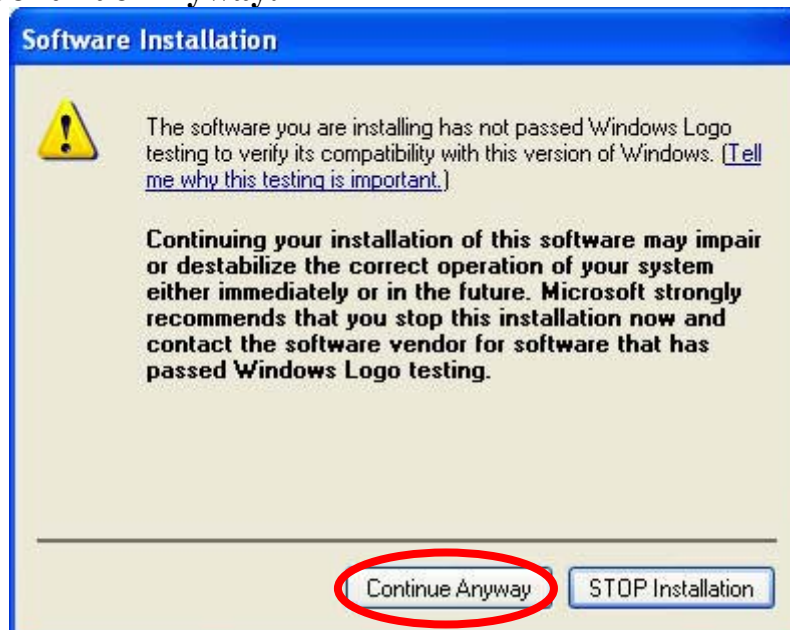 Software Installation
The software you are installing has not passed Windows Logo
testing to verify its compatibility with this version of Windows. (Tell
me why this testing is important.)
Continuing your installation of this software may impair
or destabilize the correct operation of your system
either immediately or in the future. Microsoft strongly
recommends that you stop this installation now and
contact the software vendor for software that has
passed Windows Logo testing.
Continue Anyway
STOP Installation